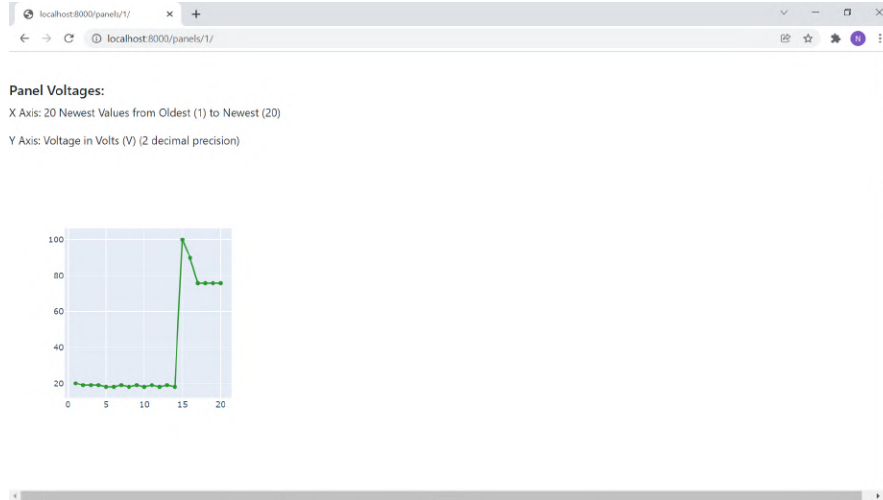 localhost:8000/panels/1/
localhost:8000/panels/1/
N
Panel Voltages:
X Axis: 20 Newest Values from Oldest (1) to Newest (20)
Y Axis: Voltage in Volts (V) (2 decimal precision)
100
80
60
40
20
0 5 10 15 20